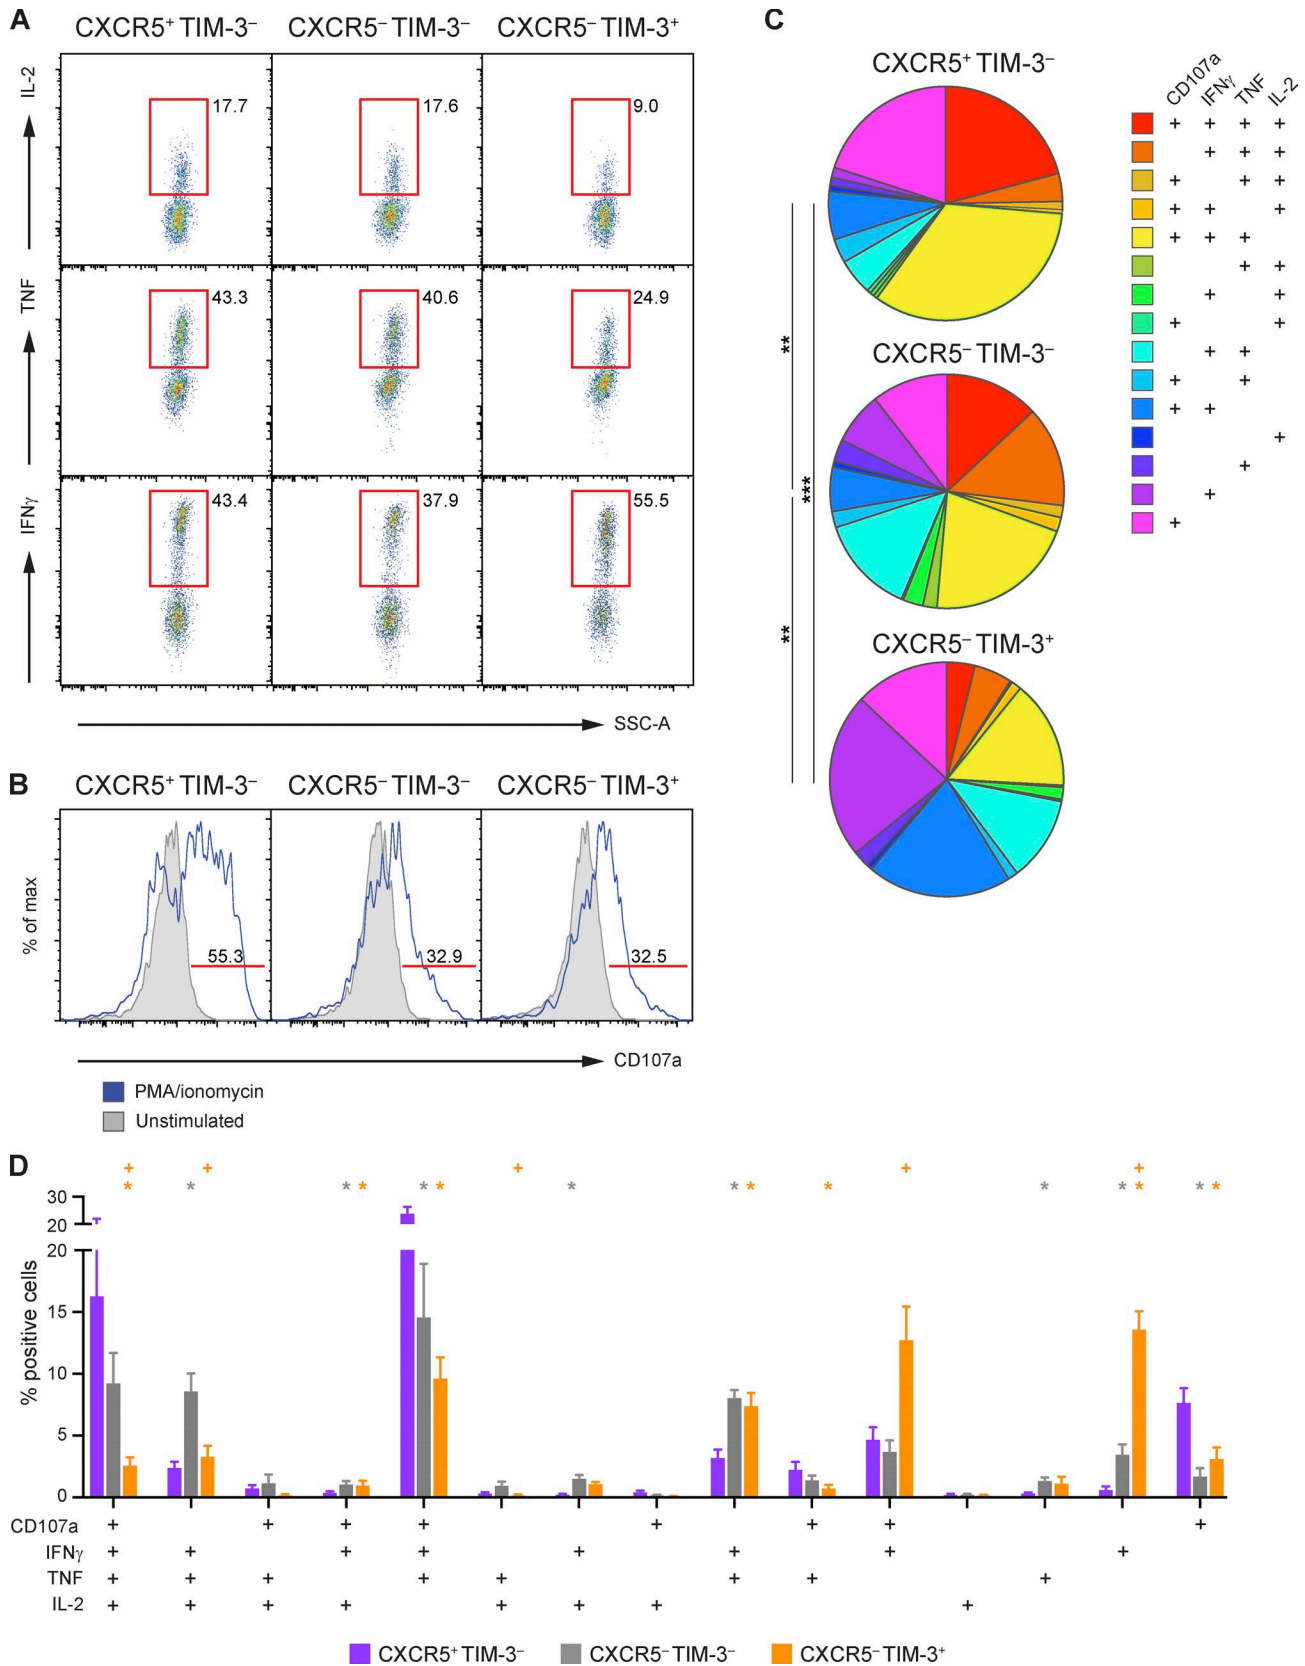 A
CXCR5+ TIM-3– CXCR5– TIM-3– CXCR5– TIM-3+
IL-2
17.7 17.6 9.0
TNF
43.3 40.6 24.9
IFNγ
43.4 37.9 55.5
SSC-A
B
CXCR5+ TIM-3– CXCR5– TIM-3– CXCR5– TIM-3+
% of max
55.3 32.9 32.5
CD107a
PMA/ionomycin
Unstimulated
C
CXCR5+ TIM-3–
**
CXCR5– TIM-3–
***
**
CXCR5– TIM-3+
CD107a IFNγ TNF IL-2
+ + + +
+ + +
+ + +
+ + +
+ + +
+ +
+ +
+ +
+ +
+ +
+ +
+
+
+
+
D
+ + + + +
* * * * * * * * * * * * * * *
30
20
20
15
10
5
0
% positive cells
CD107a + + + + + + + +
IFNγ + + + + + + + +
TNF + + + + + + + +
IL-2 + + + + + + + +
CXCR5+ TIM-3– CXCR5– TIM-3– CXCR5– TIM-3+